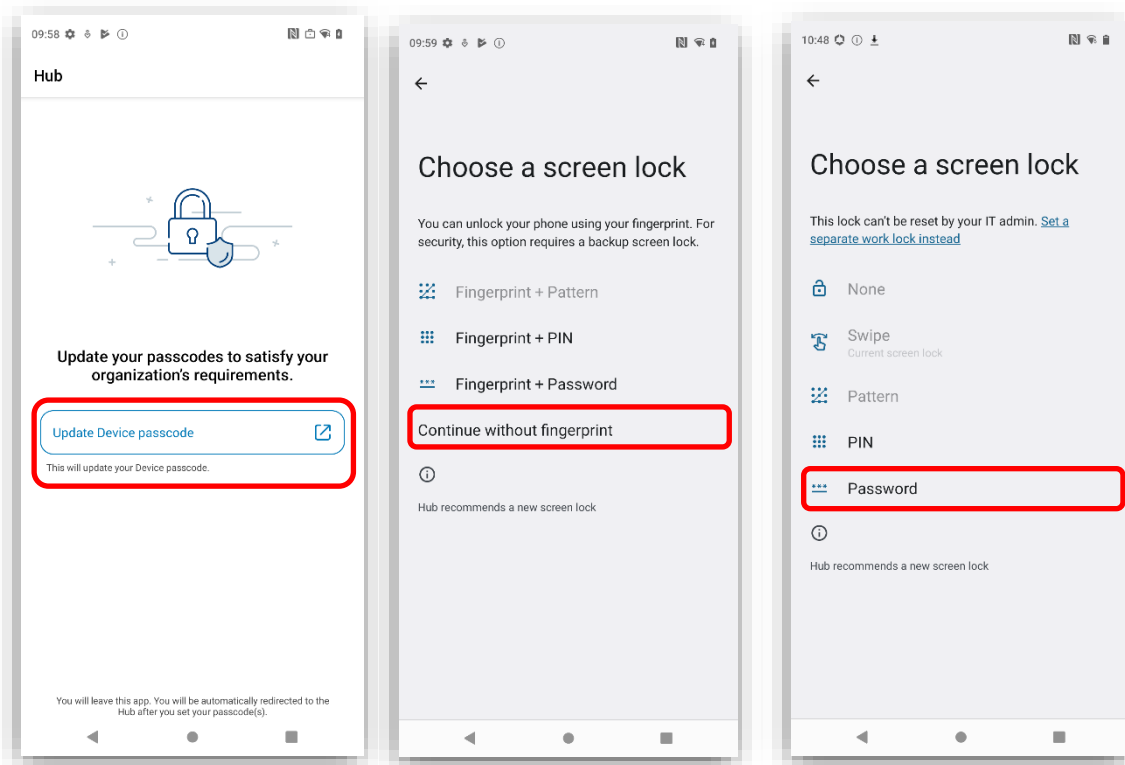 09:58
Hub
Update your passcodes to satisfy your
organization's requirements.
Update Device passcode
This will update your Device passcode.
You will leave this app. You will be automatically redirected to the
Hub after you set your passcode(s).
09:59
Choose a screen lock
You can unlock your phone using your fingerprint. For
security, this option requires a backup screen lock.
Fingerprint + Pattern
Fingerprint + PIN
Fingerprint + Password
Continue without fingerprint
Hub recommends a new screen lock
10:48
Choose a screen lock
This lock can't be reset by your IT admin. Set a
separate work lock instead
None
Swipe
Current screen lock
Pattern
PIN
Password
Hub recommends a new screen lock